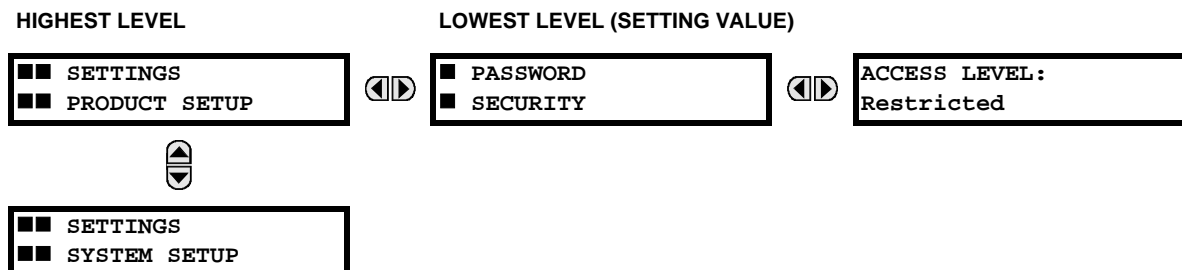 HIGHEST LEVEL
LOWEST LEVEL (SETTING VALUE)
■■ SETTINGS
■■ PRODUCT SETUP
■ PASSWORD
■ SECURITY
ACCESS LEVEL:
Restricted
■■ SETTINGS
■■ SYSTEM SETUP